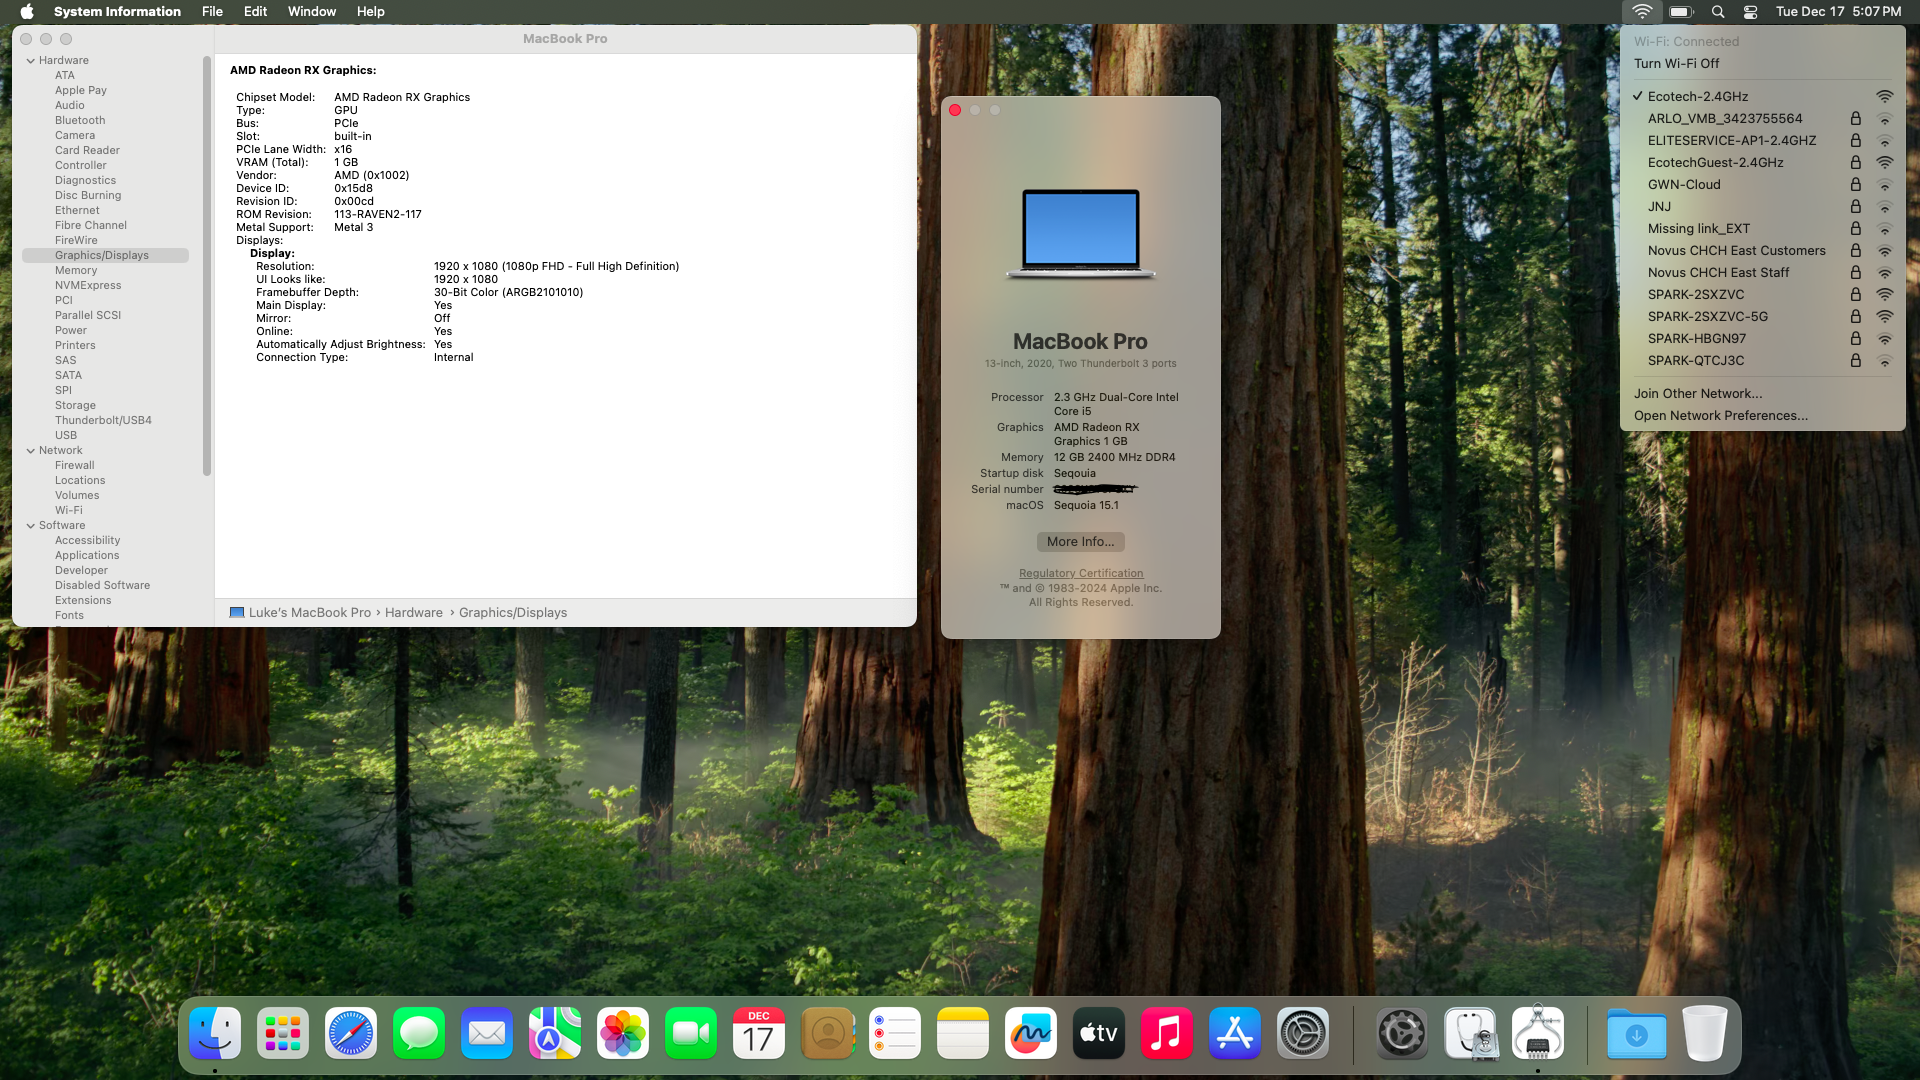 System Information File Edit Window Help
Tue Dec 17 5:07 PM
MacBook Pro
Hardware
ATA
Apple Pay
Audio
Bluetooth
Camera
Card Reader
Controller
Diagnostics
Disc Burning
Ethernet
Fibre Channel
FireWire
Graphics/Displays
Memory
NVMExpress
PCI
Parallel SCSI
Power
Printers
SAS
SATA
SPI
Storage
Thunderbolt/USB4
USB
Network
Firewall
Locations
Volumes
Wi-Fi
Software
Accessibility
Applications
Developer
Disabled Software
Extensions
Fonts
AMD Radeon RX Graphics:
Chipset Model: AMD Radeon RX Graphics
Type: GPU
Bus: PCIe
Slot: built-in
PCIe Lane Width: x16
VRAM (Total): 1 GB
Vendor: AMD (0x1002)
Device ID: 0x15d8
Revision ID: 0x00cd
ROM Revision: 113-RAVEN2-117
Metal Support: Metal 3
Displays:
Display:
Resolution: 1920 x 1080 (1080p FHD - Full High Definition)
UI Looks like: 1920 x 1080
Framebuffer Depth: 30-Bit Color (ARGB2101010)
Main Display: Yes
Mirror: Off
Online: Yes
Automatically Adjust Brightness: Yes
Connection Type: Internal
Luke's MacBook Pro › Hardware › Graphics/Displays
MacBook Pro
13-inch, 2020, Two Thunderbolt 3 ports
Processor 2.3 GHz Dual-Core Intel
Core i5
Graphics AMD Radeon RX
Graphics 1 GB
Memory 12 GB 2400 MHz DDR4
Startup disk Seqouia
Serial number
macOS Sequoia 15.1
More Info...
Regulatory Certification
™ and © 1983-2024 Apple Inc.
All Rights Reserved.
Wi-Fi: Connected
Turn Wi-Fi Off
Ecotech-2.4GHz
ARLO_VMB_3423755564
ELITESERVICE-AP1-2.4GHZ
EcotechGuest-2.4GHz
GWN-Cloud
JNJ
Missing link_EXT
Novus CHCH East Customers
Novus CHCH East Staff
SPARK-2SXZVC
SPARK-2SXZVC-5G
SPARK-HBGN97
SPARK-QTCJ3C
Join Other Network...
Open Network Preferences...
DEC
17
tv